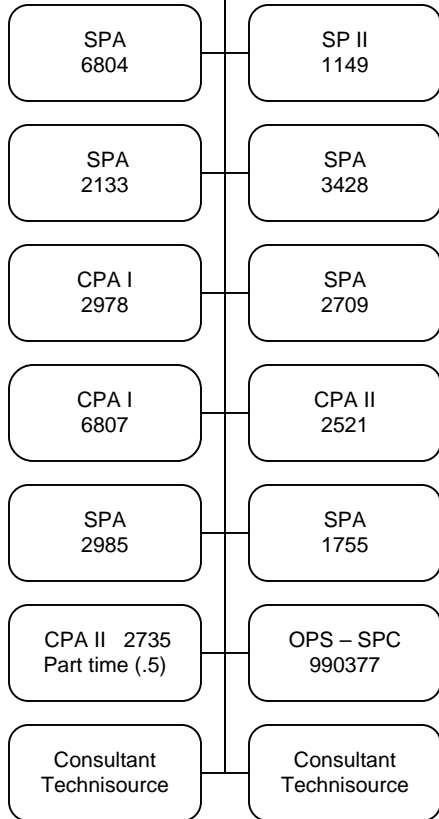 SPA
6804
SP II
1149
SPA
2133
SPA
3428
CPA I
2978
SPA
2709
CPA I
6807
CPA II
2521
SPA
2985
SPA
1755
CPA II   2735
Part time (.5)
OPS – SPC
990377
Consultant
Technisource
Consultant
Technisource